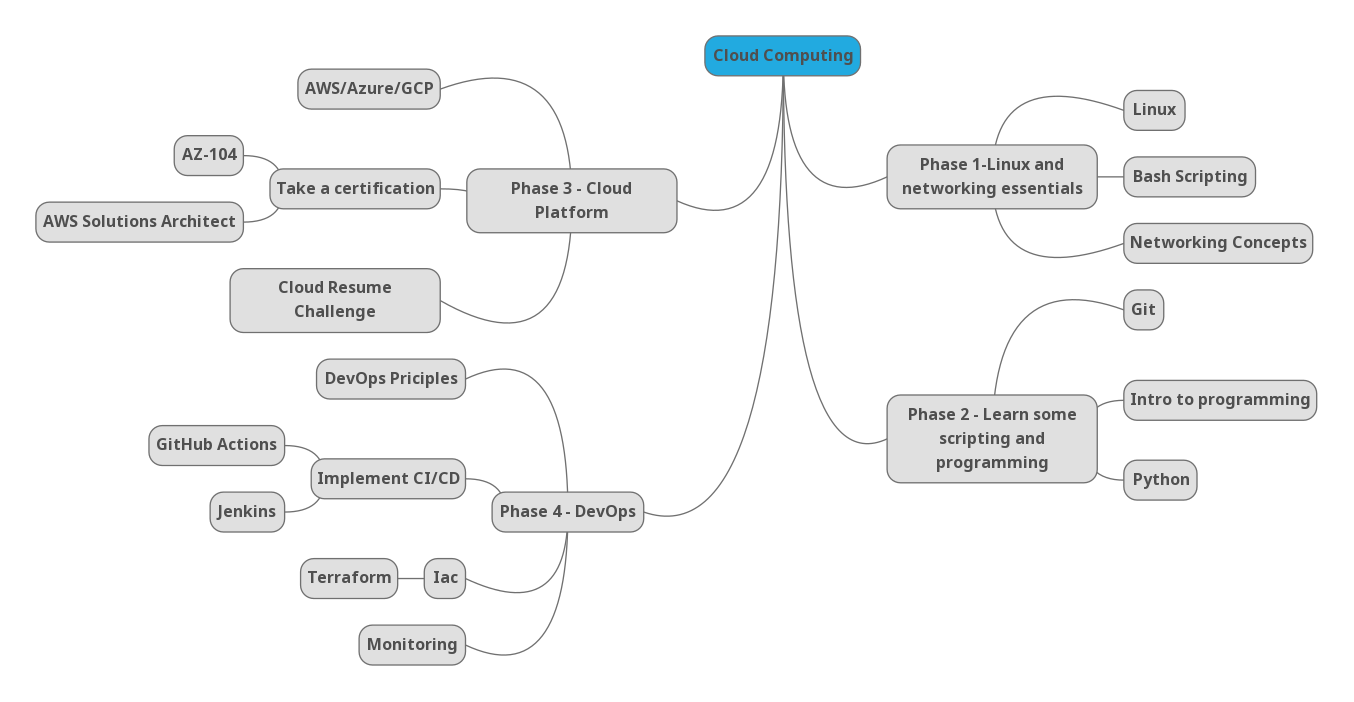 Cloud Computing
Phase 1-Linux and
networking essentials
Linux
Bash Scripting
Networking Concepts
Phase 2 - Learn some
scripting and
programming
Git
Intro to programming
Python
Phase 3 - Cloud
Platform
AWS/Azure/GCP
Take a certification
AZ-104
AWS Solutions Architect
Cloud Resume
Challenge
Phase 4 - DevOps
DevOps Priciples
Implement CI/CD
GitHub Actions
Jenkins
Iac
Terraform
Monitoring